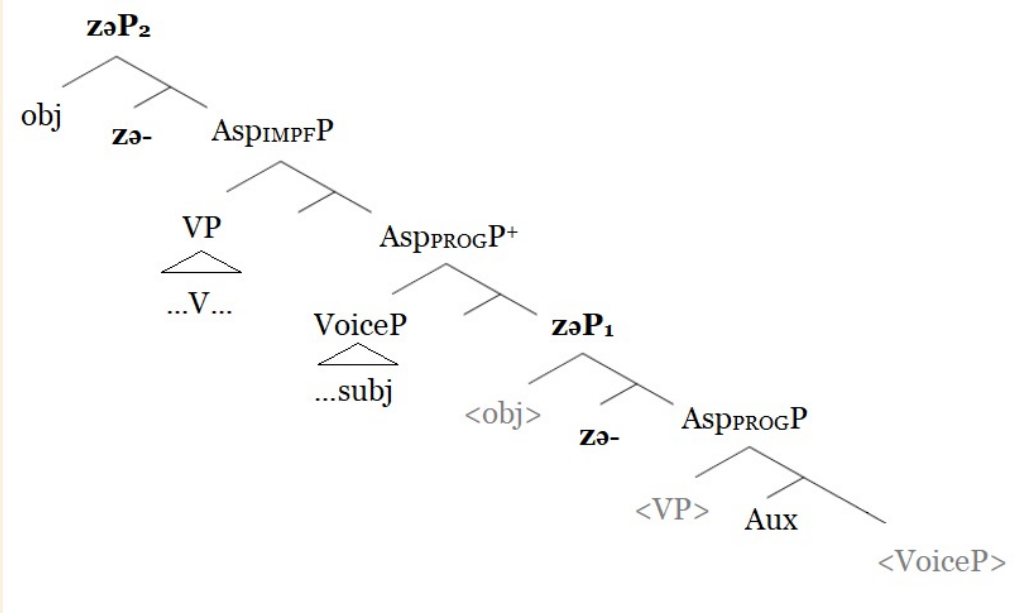 zəP₂
obj
zə-
AspIMPFP
VP
...V...
AspPROGP⁺
VoiceP
...subj
zəP₁
<obj>
zə-
AspPROGP
<VP>
Aux
<VoiceP>